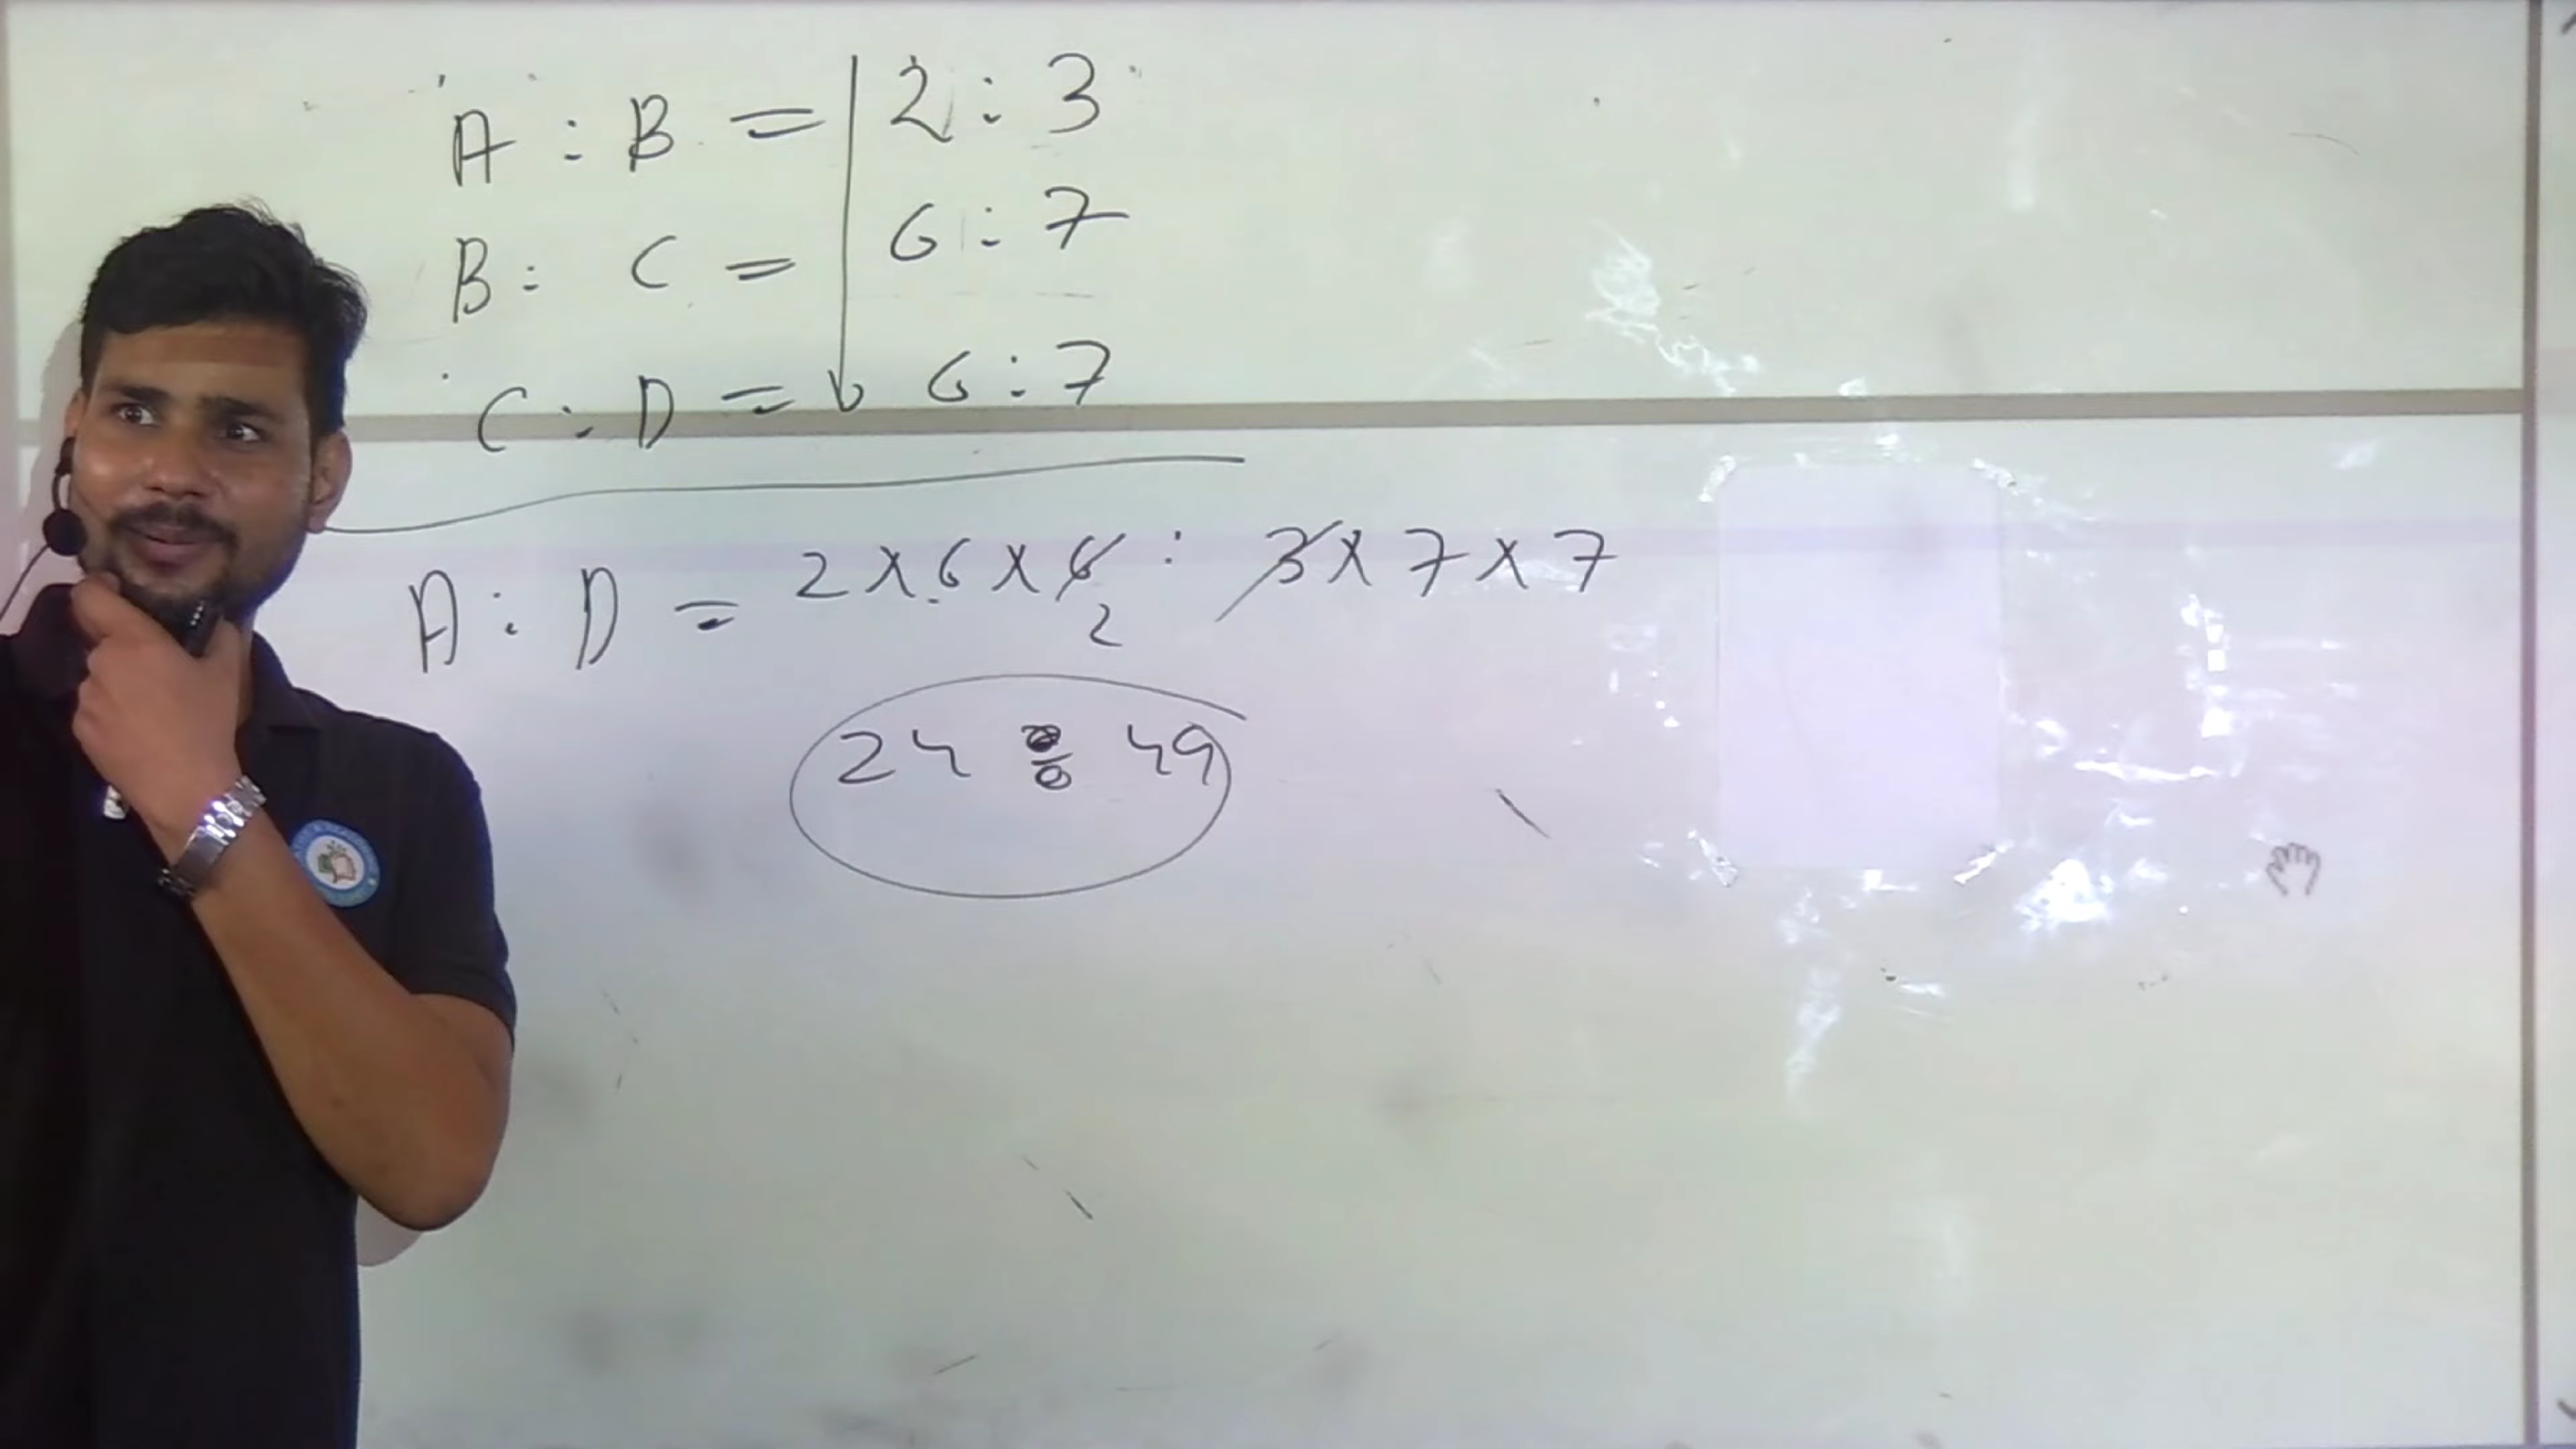 A : B = 2 : 3
B : C = 6 : 7
C : D = 6 : 7
A : D = 2 × 6 × 6 : 3 × 7 × 7
2
24 : 49